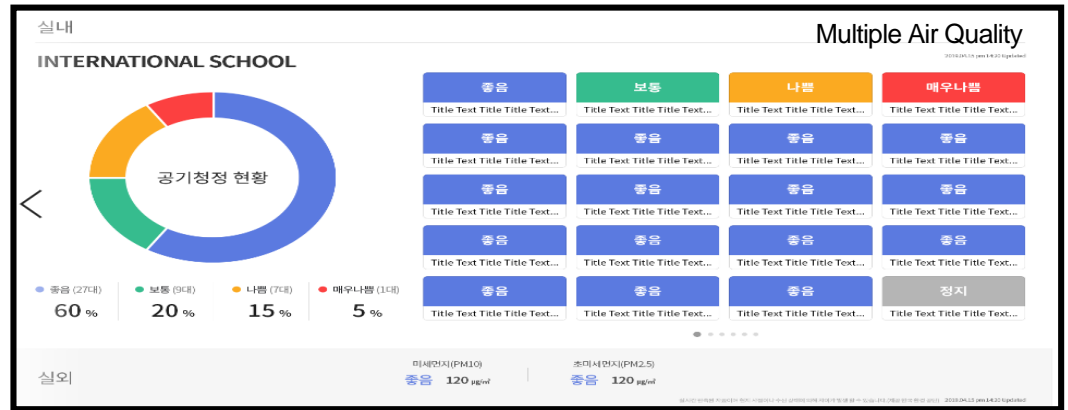 실내
Multiple Air Quality
INTERNATIONAL SCHOOL
2019.04.15 pm 14:20 Updated
좋음 보통 나쁨 매우나쁨
Title Text Title Title Text... Title Text Title Title Text... Title Text Title Title Text... Title Text Title Title Text...
좋음 좋음 좋음 좋음
Title Text Title Title Text... Title Text Title Title Text... Title Text Title Title Text... Title Text Title Title Text...
공기청정 현황
좋음 좋음 좋음 좋음
Title Text Title Title Text... Title Text Title Title Text... Title Text Title Title Text... Title Text Title Title Text...
좋음 좋음 좋음 좋음
Title Text Title Title Text... Title Text Title Title Text... Title Text Title Title Text... Title Text Title Title Text...
좋음 좋음 좋음 정지
Title Text Title Title Text... Title Text Title Title Text... Title Text Title Title Text... Title Text Title Title Text...
좋음 (27대) 보통 (9대) 나쁨 (7대) 매우나쁨 (1대)
60 % 20 % 15 % 5 %
실외
미세먼지(PM10) 초미세먼지(PM2.5)
좋음 120 μg/㎥ 좋음 120 μg/㎥